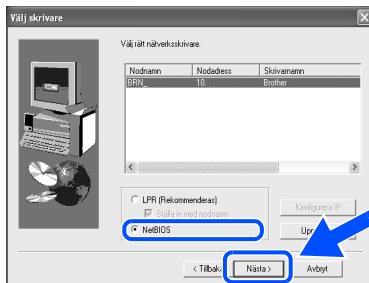 Välj skrivare
Välj rätt nätverksskrivare.
Nodnamn Nodadress Skrivarnamn
BRN_ 10. Brother
LPR (Rekommenderas)
Ställa in med nodnamn
Konfigurera IP
NetBIOS
< Tillbaka Nästa > Avbryt